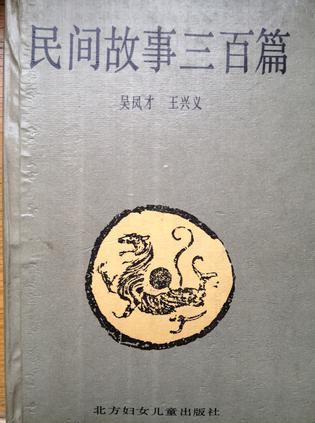 民间故事三百篇
吴凤才 王兴义
北方妇女儿童出版社